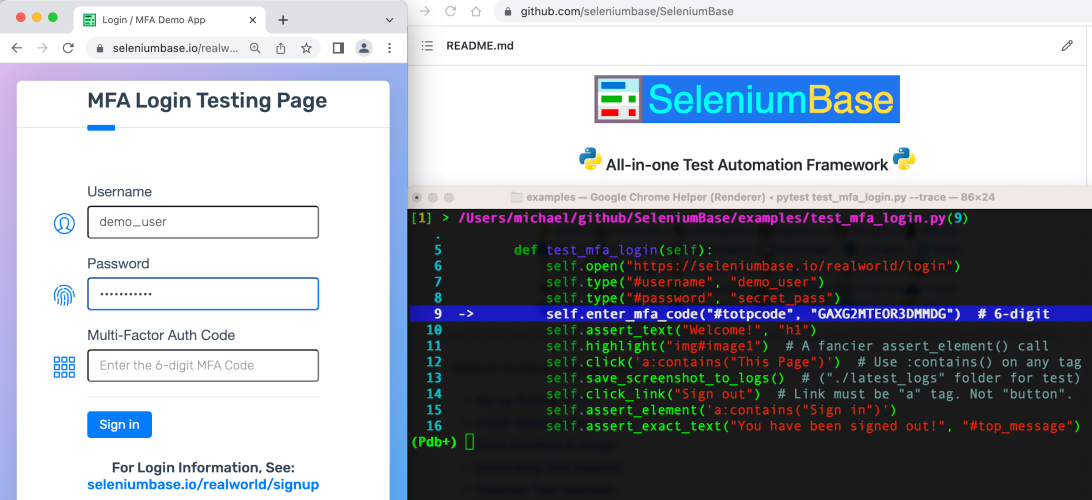 Login / MFA Demo App
seleniumbase.io/realw...
MFA Login Testing Page
Username
demo_user
Password
•••••••••••
Multi-Factor Auth Code
Enter the 6-digit MFA Code
Sign in
For Login Information, See:
seleniumbase.io/realworld/signup
github.com/seleniumbase/SeleniumBase
README.md
SeleniumBase
All-in-one Test Automation Framework
examples — Google Chrome Helper (Renderer) ◂ pytest test_mfa_login.py --trace — 86×24
[1] > /Users/michael/github/SeleniumBase/examples/test_mfa_login.py(9)
.
5 def test_mfa_login(self):
6 self.open("https://seleniumbase.io/realworld/login")
7 self.type("#username", "demo_user")
8 self.type("#password", "secret_pass")
9 -> self.enter_mfa_code("#totpcode", "GAXG2MTEOR3DMMDG") # 6-digit
10 self.assert_text("Welcome!", "h1")
11 self.highlight("img#image1") # A fancier assert_element() call
12 self.click('a:contains("This Page")') # Use :contains() on any tag
13 self.save_screenshot_to_logs() # ("./latest_logs" folder for test)
14 self.click_link("Sign out") # Link must be "a" tag. Not "button".
15 self.assert_element('a:contains("Sign in")')
16 self.assert_exact_text("You have been signed out!", "#top_message")
(Pdb+)